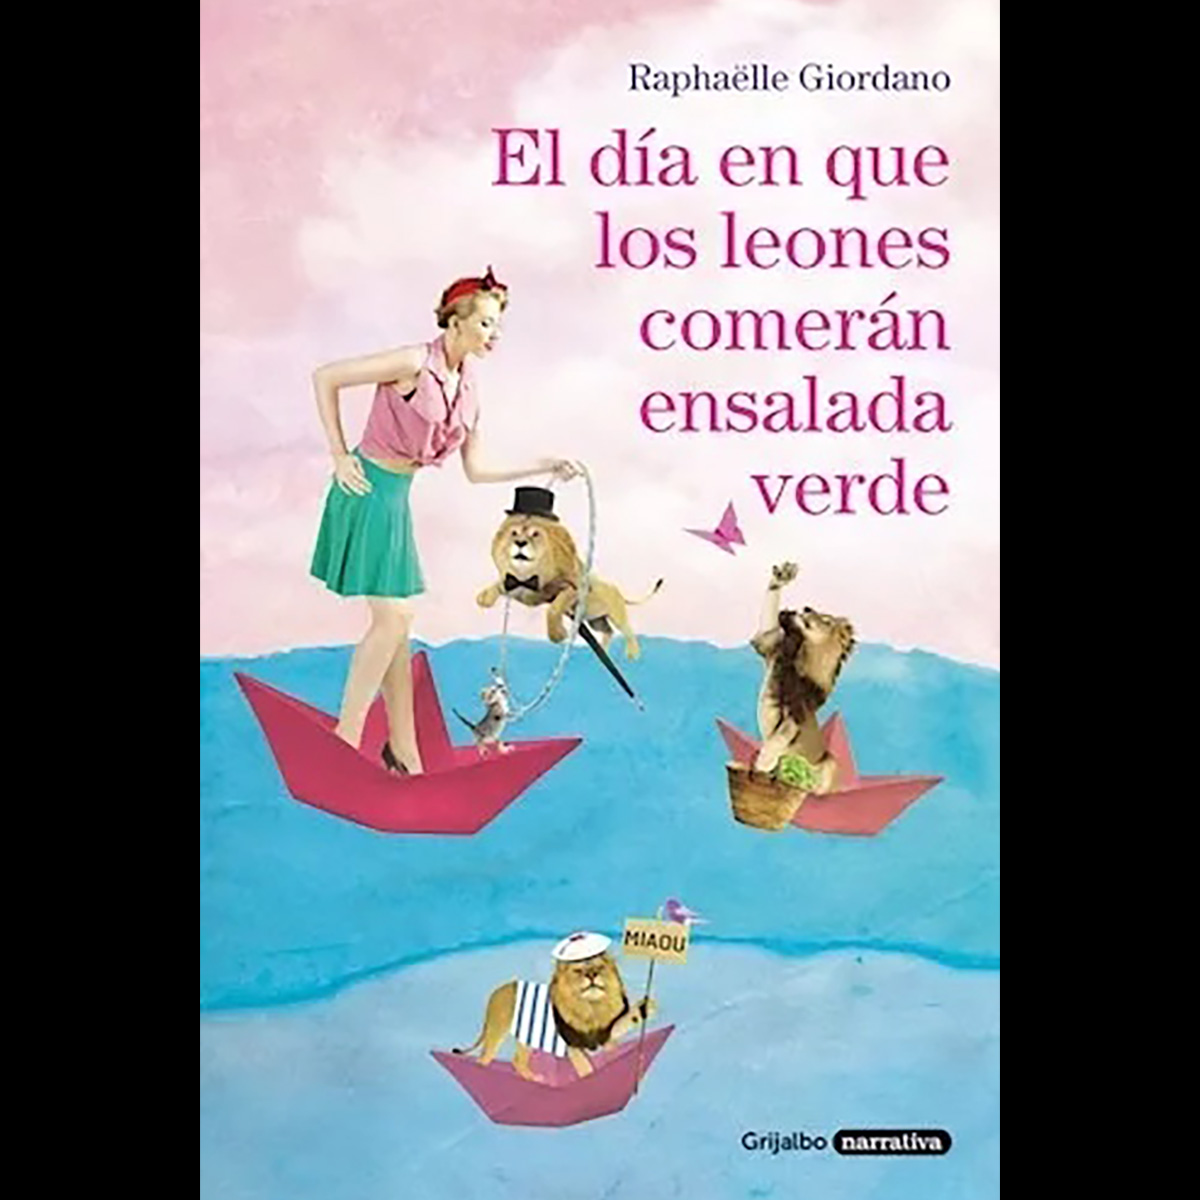 Raphaëlle Giordano
El día en que
los leones
comerán
ensalada
verde
MIAOU
Grijalbo narrativa